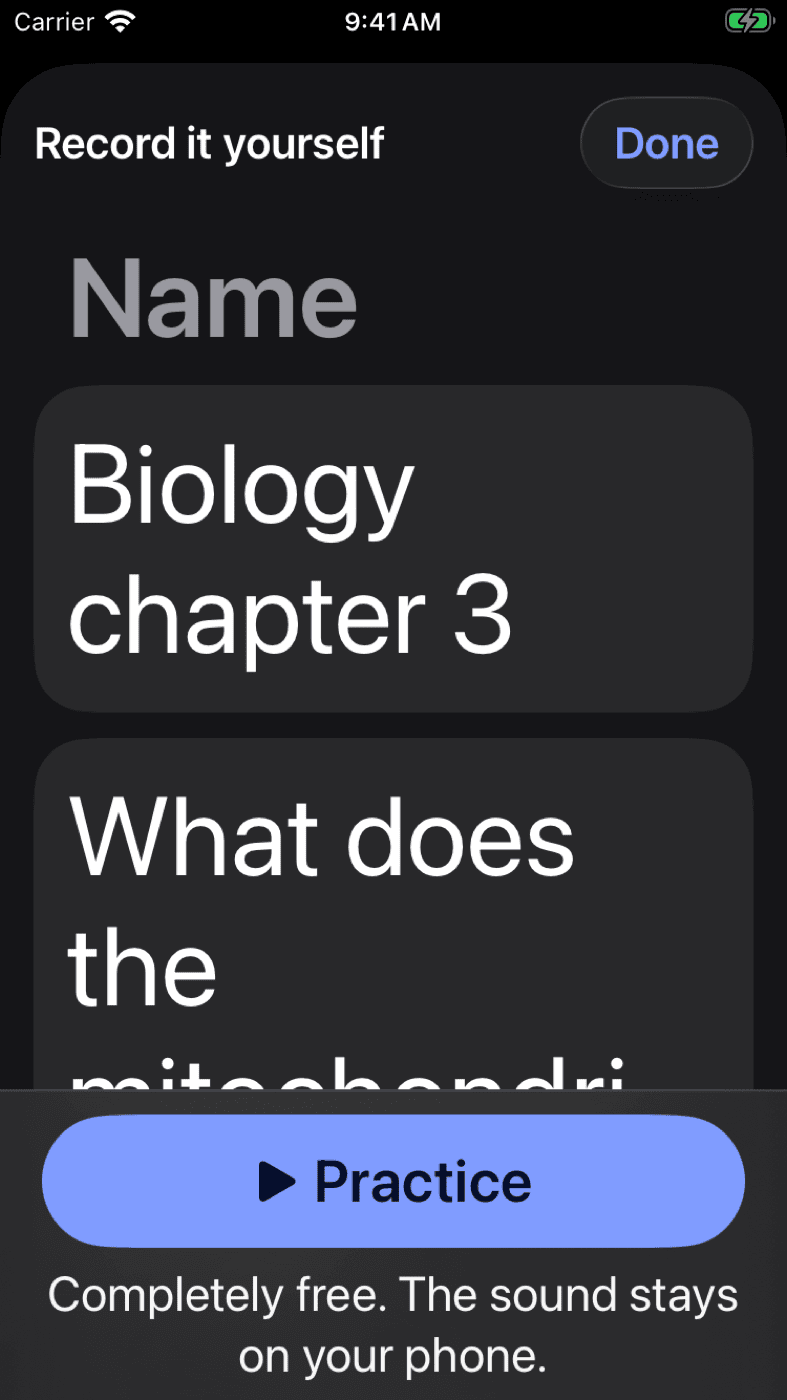 Carrier 9:41 AM
Record it yourself Done
Name
Biology
chapter 3
What does
the
mitochondri
Practice
Completely free. The sound stays
on your phone.